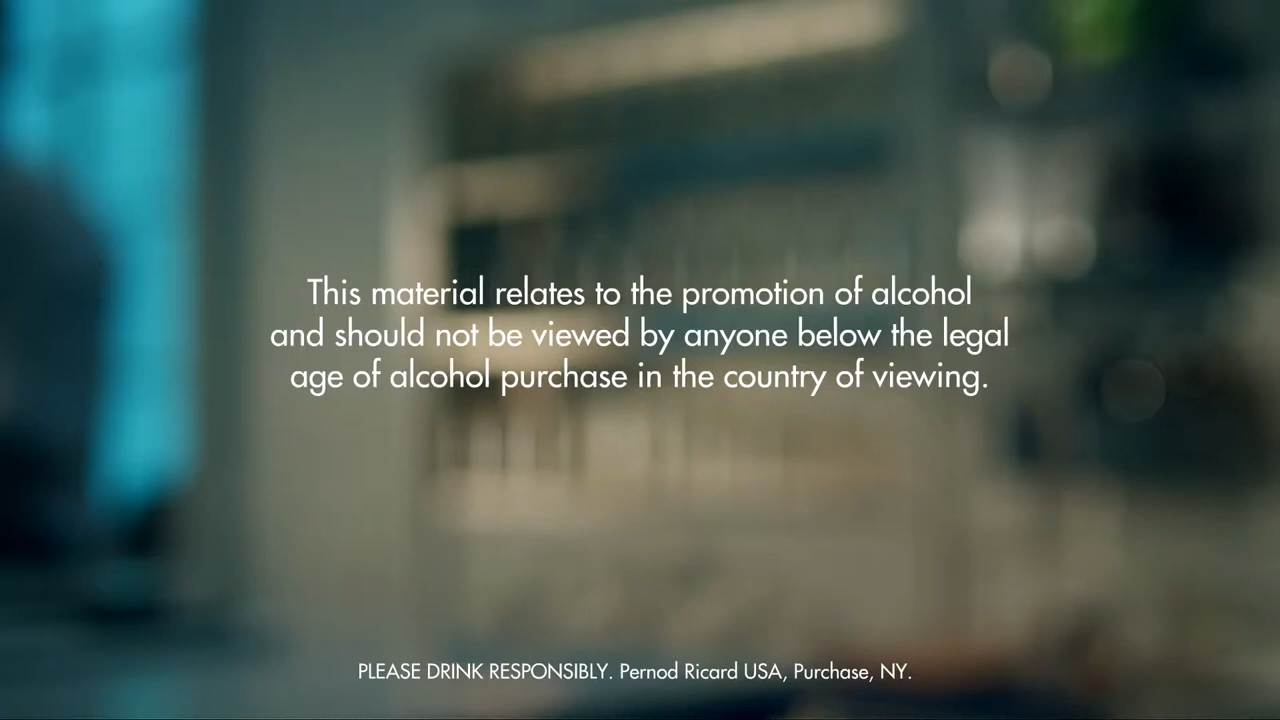 This material relates to the promotion of alcohol
and should not be viewed by anyone below the legal
age of alcohol purchase in the country of viewing.
PLEASE DRINK RESPONSIBLY. Pernod Ricard USA, Purchase, NY.